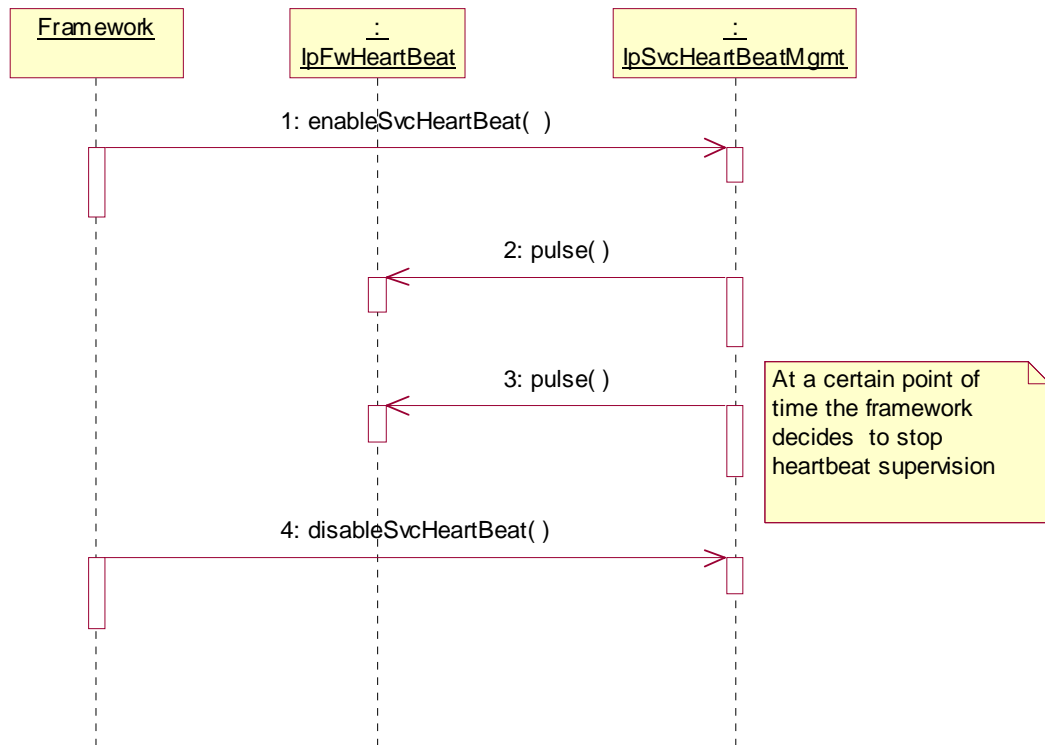 Framework
:
IpFwHeartBeat
:
IpSvcHeartBeatMgmt
1: enableSvcHeartBeat( )
2: pulse( )
3: pulse( )
At a certain point of
time the framework
decides to stop
heartbeat supervision
4: disableSvcHeartBeat( )